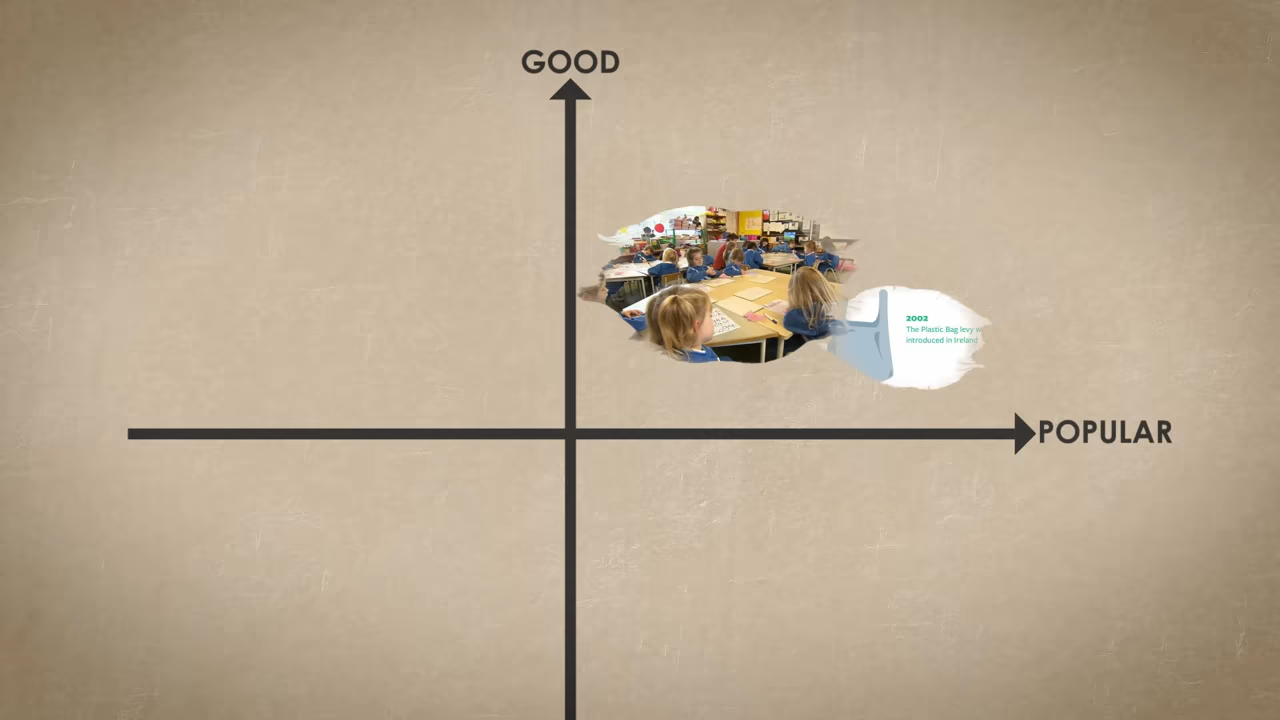 GOOD
2002
The Plastic Bag levy
introduced in Ireland
POPULAR